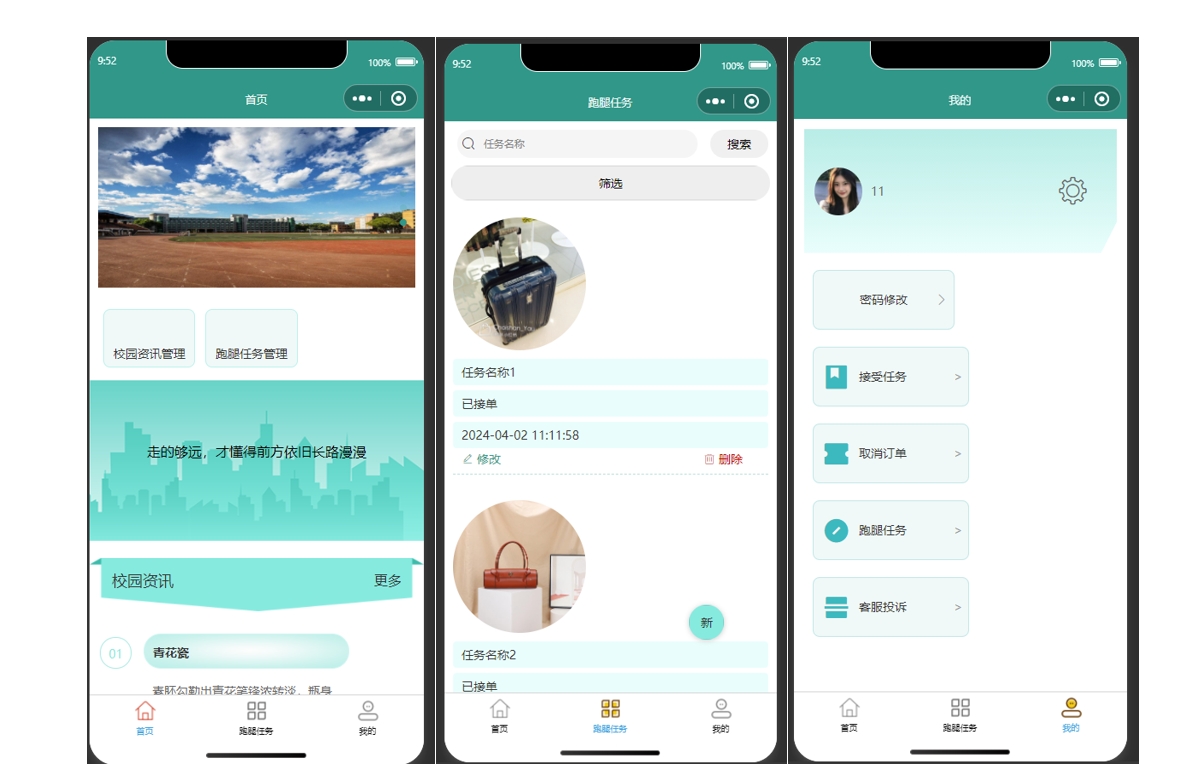 9:52
100%
首页
校园资讯管理
跑腿任务管理
走的够远，才懂得前方依旧长路漫漫
校园资讯
更多
01
青花瓷
素胚勾勒出青花笔锋浓转淡，瓶身
首页
跑腿任务
我的
9:52
100%
跑腿任务
任务名称
搜索
筛选
任务名称1
已接单
2024-04-02 11:11:58
修改
删除
新
任务名称2
已接单
首页
跑腿任务
我的
9:52
100%
我的
11
密码修改
接受任务
>
取消订单
>
跑腿任务
>
客服投诉
>
首页
跑腿任务
我的